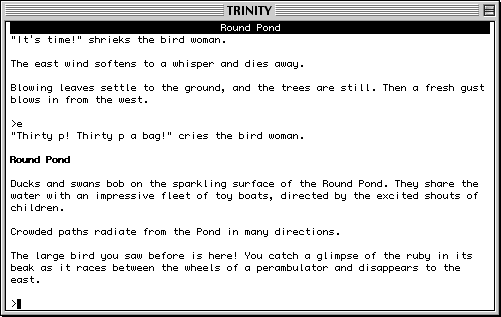 TRINITY
Round Pond
"It's time!" shrieks the bird woman.
The east wind softens to a whisper and dies away.
Blowing leaves settle to the ground, and the trees are still. Then a fresh gust
blows in from the west.
>e
"Thirty p! Thirty p a bag!" cries the bird woman.
Round Pond
Ducks and swans bob on the sparkling surface of the Round Pond. They share the
water with an impressive fleet of toy boats, directed by the excited shouts of
children.
Crowded paths radiate from the Pond in many directions.
The large bird you saw before is here! You catch a glimpse of the ruby in its
beak as it races between the wheels of a perambulator and disappears to the
east.
>